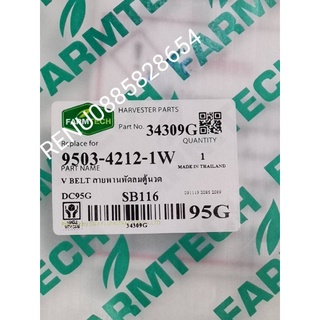 FARMTECH
HARVESTER PARTS
Part No. 34309G
Replace for
QUANTITY
9503-4212-1W
1
PART NAME
MADE IN THAILAND
V BELT สายพานทัดลมตู้นวด
DC95G
SB116
95G
34309G
RENU0885828654
FARMTECH
FARMTECH